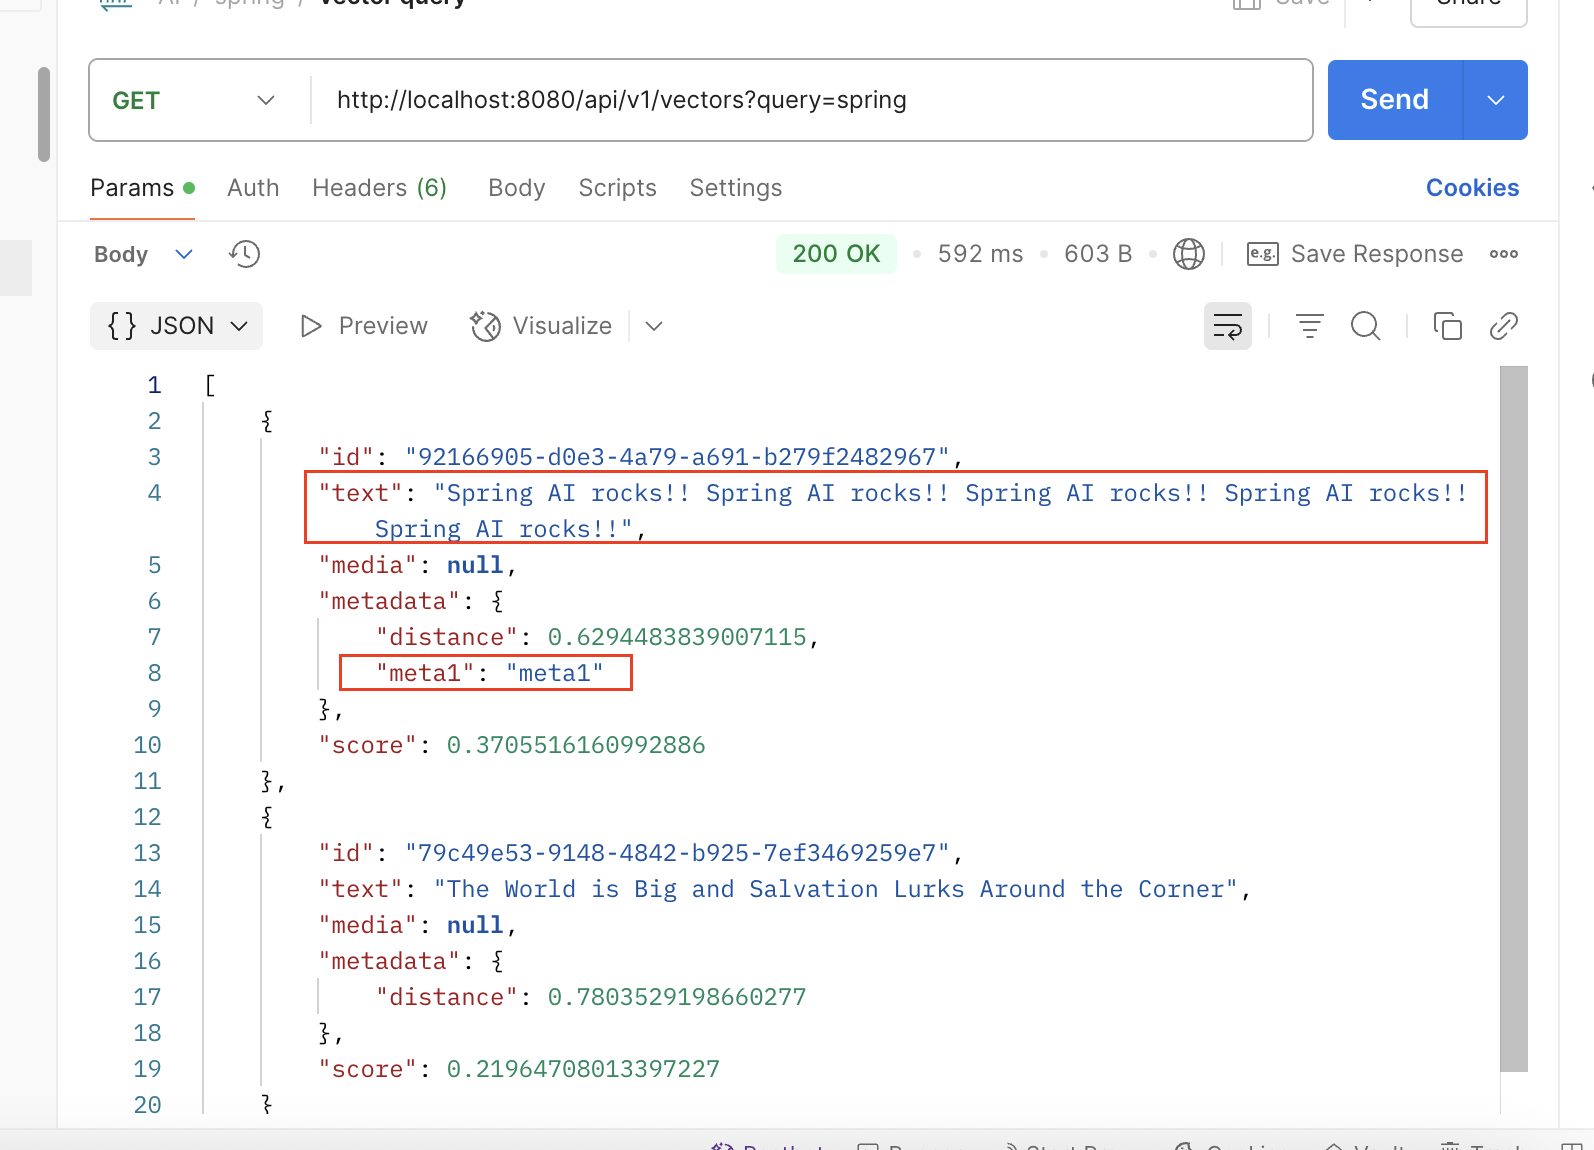 API / spring / vector query
Save
Share
GET
http://localhost:8080/api/v1/vectors?query=spring
Send
Params
Auth
Headers (6)
Body
Scripts
Settings
Cookies
Body
200 OK
592 ms
603 B
e.g.
Save Response
{} JSON
Preview
Visualize
1 [
2 {
3 "id": "92166905-d0e3-4a79-a691-b279f2482967",
4 "text": "Spring AI rocks!! Spring AI rocks!! Spring AI rocks!! Spring AI rocks!!
Spring AI rocks!!",
5 "media": null,
6 "metadata": {
7 "distance": 0.6294483839007115,
8 "meta1": "meta1"
9 },
10 "score": 0.3705516160992886
11 },
12 {
13 "id": "79c49e53-9148-4842-b925-7ef3469259e7",
14 "text": "The World is Big and Salvation Lurks Around the Corner",
15 "media": null,
16 "metadata": {
17 "distance": 0.7803529198660277
18 },
19 "score": 0.21964708013397227
20 }